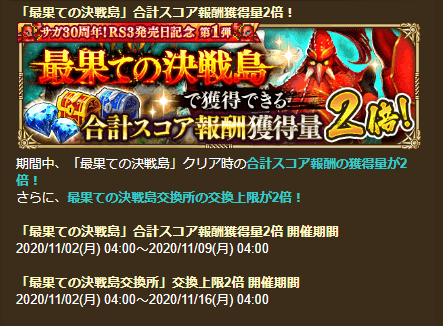 「最果ての決戦島」合計スコア報酬獲得量2倍！
サガ30周年！RS3発売日記念 第1弾
最果ての決戦島
で獲得できる
合計スコア報酬獲得量2倍！
期間中、「最果ての決戦島」クリア時の合計スコア報酬の獲得量が2
倍！
さらに、最果ての決戦島交換所の交換上限が2倍！
「最果ての決戦島」合計スコア報酬獲得量2倍 開催期間
2020/11/02(月) 04:00～2020/11/09(月) 04:00
「最果ての決戦島交換所」交換上限2倍 開催期間
2020/11/02(月) 04:00～2020/11/16(月) 04:00